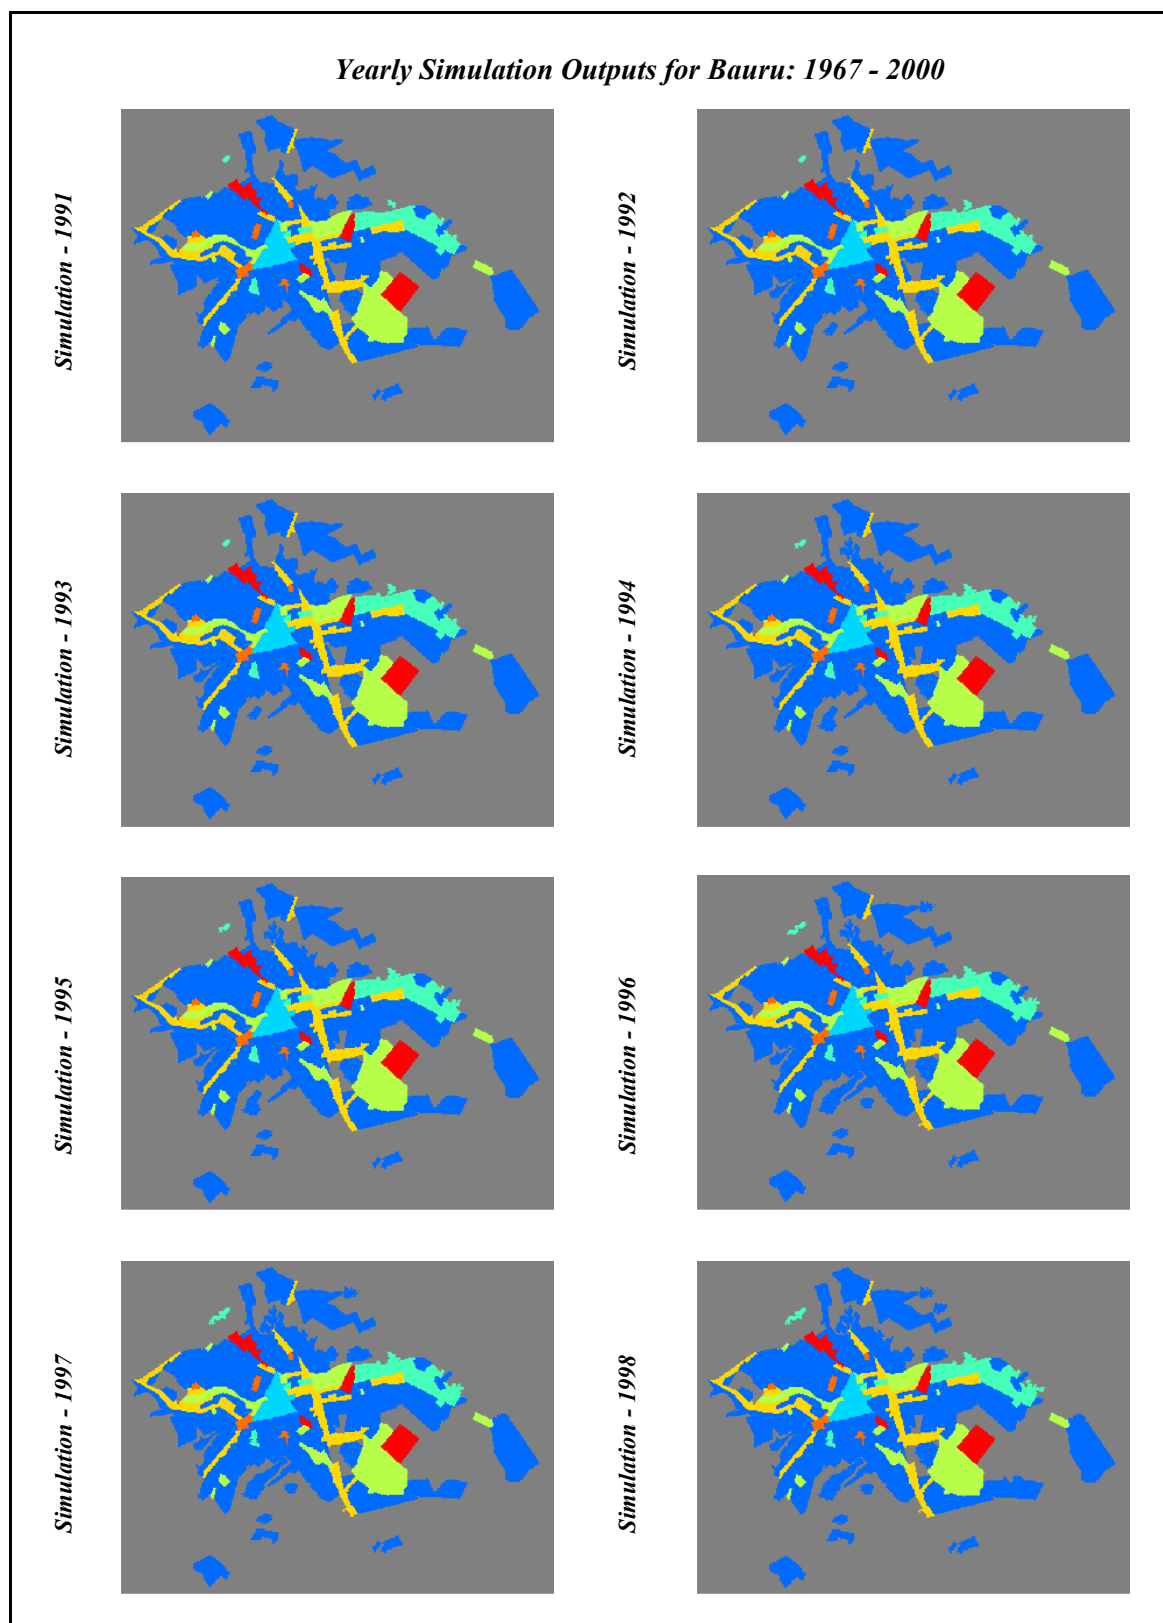 Yearly Simulation Outputs for Bauru: 1967 - 2000
Simulation - 1991
Simulation - 1992
Simulation - 1993
Simulation - 1994
Simulation - 1995
Simulation - 1996
Simulation - 1997
Simulation - 1998